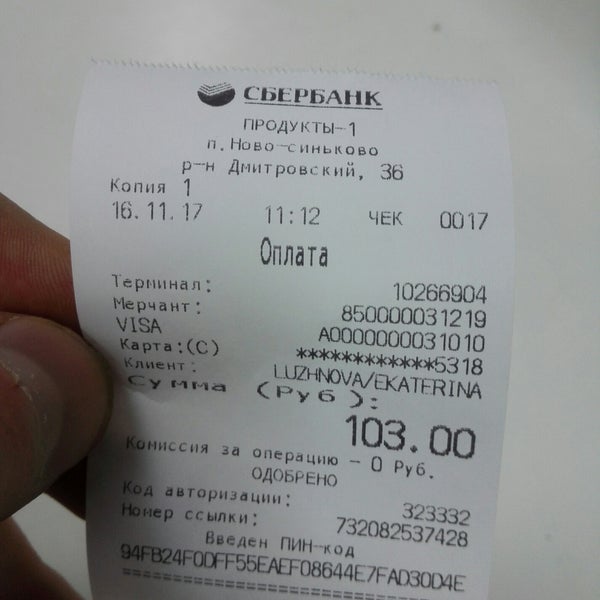 СБЕРБАНК
ПРОДУКТЫ-1
п.Ново-синьково
р-н Дмитровский, 36
Копия 1
16.11.17 11:12 ЧЕК 0017
Оплата
Терминал: 10266904
Мерчант: 850000031219
VISA A0000000031010
Карта:(C) ************5318
Клиент: LUZHNOVA/EKATERINA
Сумма (Руб):
103.00
Комиссия за операцию - 0 Руб.
ОДОБРЕНО
Код авторизации: 323332
Номер ссылки: 732082537428
Введен ПИН-код
94FB24F0DFF55EAEF08644E7FAD30D4E
================================